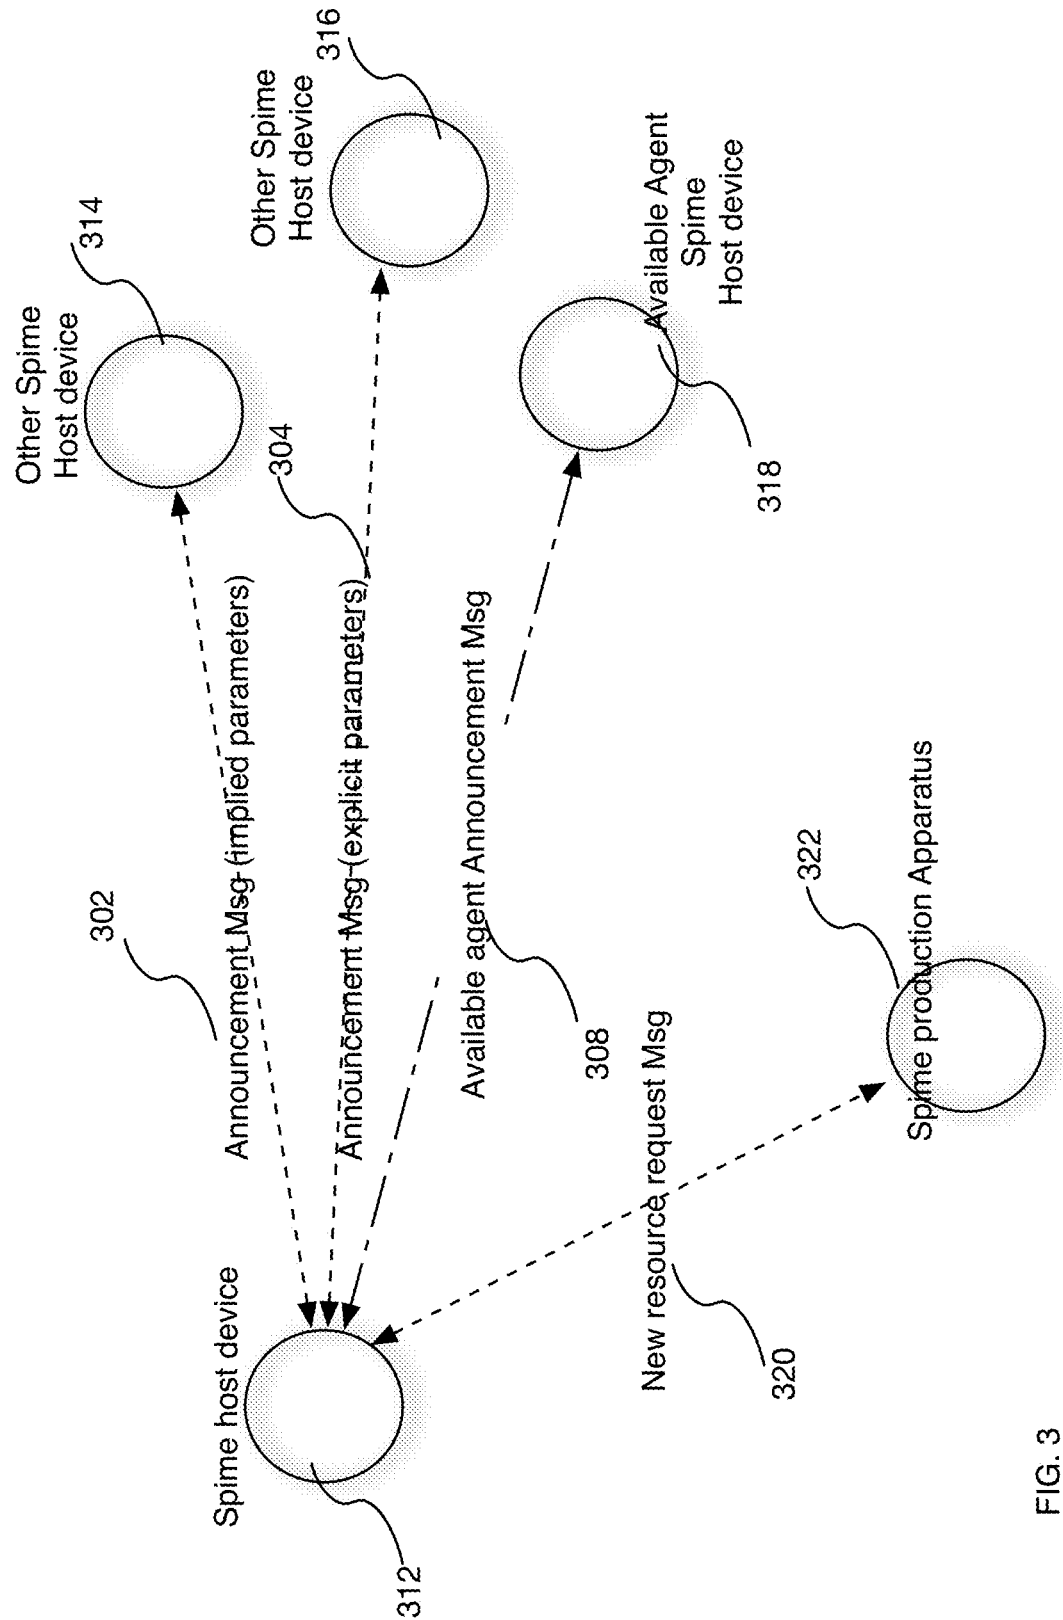 Other Spime
Host device
314
Other Spime
Host device
316
Available Agent
Spime
Host device
318
304
302
Announcement Msg (implied parameters)
Announcement Msg (explicit parameters)
Available agent Announcement Msg
308
Spime host device
312
New resource request Msg
320
322
Spime production Apparatus
FIG. 3